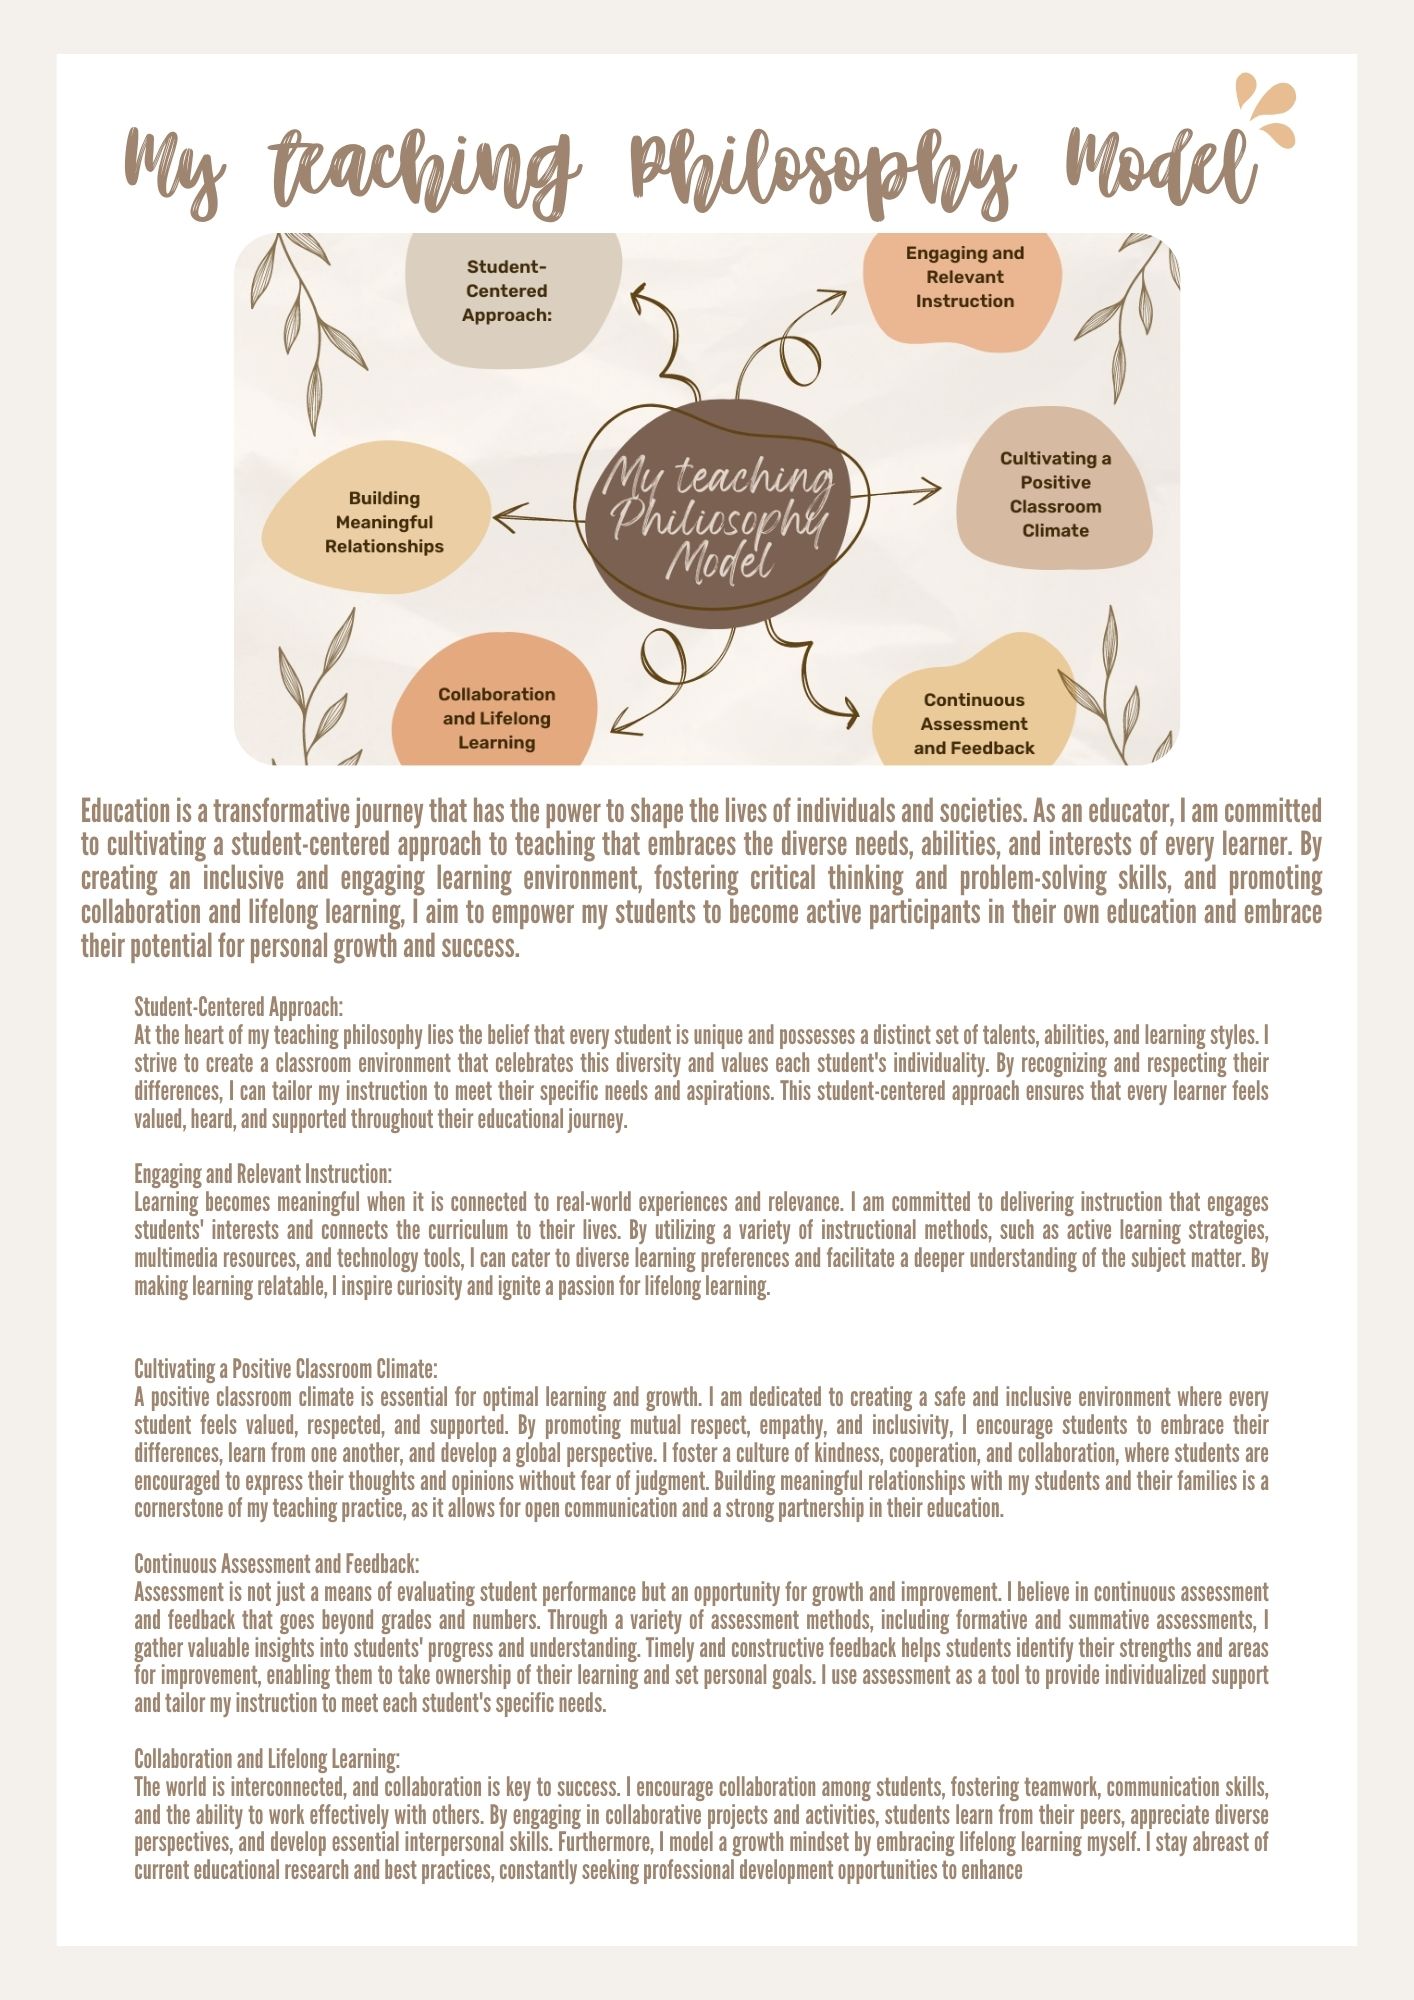 My teaching Philosophy Model
Student-
Centered
Approach:
Engaging and
Relevant
Instruction
Building
Meaningful
Relationships
My teaching
Philiosophy
Model
Cultivating a
Positive
Classroom
Climate
Collaboration
and Lifelong
Learning
Continuous
Assessment
and Feedback
Education is a transformative journey that has the power to shape the lives of individuals and societies. As an educator, I am committed
to cultivating a student-centered approach to teaching that embraces the diverse needs, abilities, and interests of every learner. By
creating an inclusive and engaging learning environment, fostering critical thinking and problem-solving skills, and promoting
collaboration and lifelong learning, I aim to empower my students to become active participants in their own education and embrace
their potential for personal growth and success.
Student-Centered Approach:
At the heart of my teaching philosophy lies the belief that every student is unique and possesses a distinct set of talents, abilities, and learning styles. I
strive to create a classroom environment that celebrates this diversity and values each student's individuality. By recognizing and respecting their
differences, I can tailor my instruction to meet their specific needs and aspirations. This student-centered approach ensures that every learner feels
valued, heard, and supported throughout their educational journey.
Engaging and Relevant Instruction:
Learning becomes meaningful when it is connected to real-world experiences and relevance. I am committed to delivering instruction that engages
students' interests and connects the curriculum to their lives. By utilizing a variety of instructional methods, such as active learning strategies,
multimedia resources, and technology tools, I can cater to diverse learning preferences and facilitate a deeper understanding of the subject matter. By
making learning relatable, I inspire curiosity and ignite a passion for lifelong learning.
Cultivating a Positive Classroom Climate:
A positive classroom climate is essential for optimal learning and growth. I am dedicated to creating a safe and inclusive environment where every
student feels valued, respected, and supported. By promoting mutual respect, empathy, and inclusivity, I encourage students to embrace their
differences, learn from one another, and develop a global perspective. I foster a culture of kindness, cooperation, and collaboration, where students are
encouraged to express their thoughts and opinions without fear of judgment. Building meaningful relationships with my students and their families is a
cornerstone of my teaching practice, as it allows for open communication and a strong partnership in their education.
Continuous Assessment and Feedback:
Assessment is not just a means of evaluating student performance but an opportunity for growth and improvement. I believe in continuous assessment
and feedback that goes beyond grades and numbers. Through a variety of assessment methods, including formative and summative assessments, I
gather valuable insights into students' progress and understanding. Timely and constructive feedback helps students identify their strengths and areas
for improvement, enabling them to take ownership of their learning and set personal goals. I use assessment as a tool to provide individualized support
and tailor my instruction to meet each student's specific needs.
Collaboration and Lifelong Learning:
The world is interconnected, and collaboration is key to success. I encourage collaboration among students, fostering teamwork, communication skills,
and the ability to work effectively with others. By engaging in collaborative projects and activities, students learn from their peers, appreciate diverse
perspectives, and develop essential interpersonal skills. Furthermore, I model a growth mindset by embracing lifelong learning myself. I stay abreast of
current educational research and best practices, constantly seeking professional development opportunities to enhance